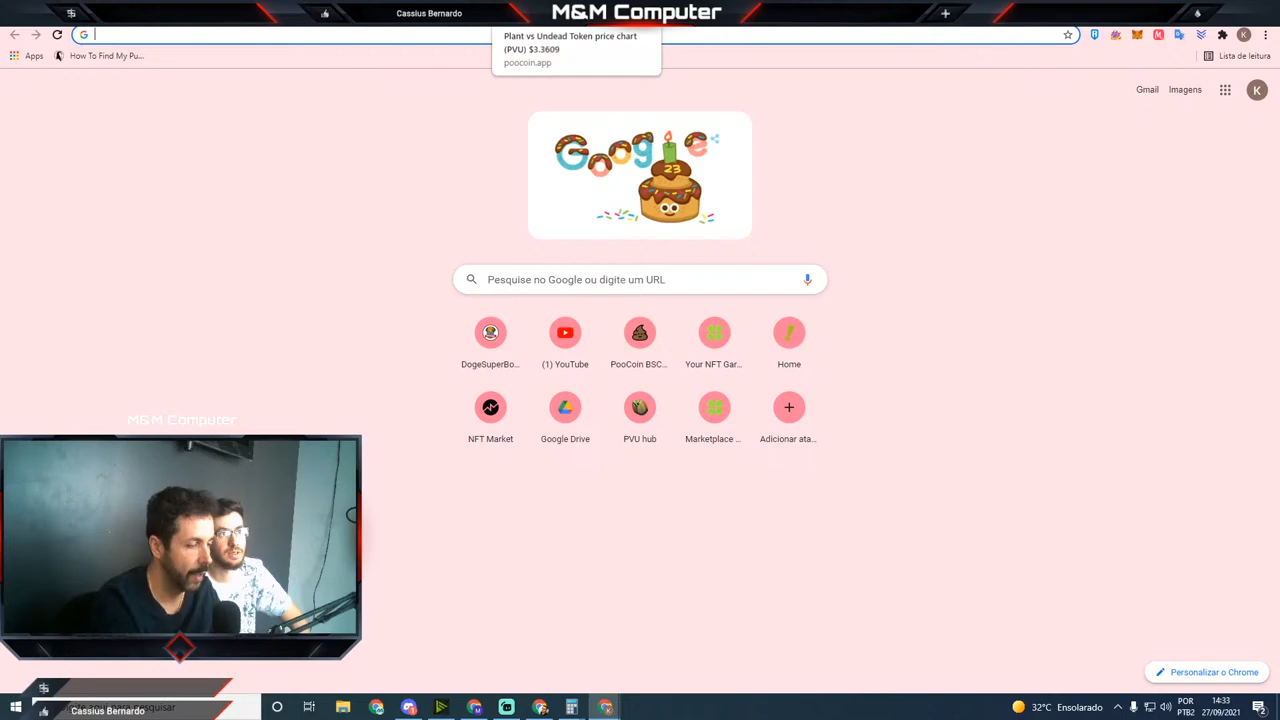 Cassius Bernardo
M&M Computer
Plant vs Undead Token price chart
(PVU) $3.3609
poocoin.app
Apps
How To Find My Pu...
Lista de leitura
Gmail
Imagens
K
Google
23
Pesquise no Google ou digite um URL
DogeSuperBo...
(1) YouTube
PooCoin BSC...
Your NFT Gar...
Home
NFT Market
Google Drive
PVU hub
Marketplace ...
Adicionar ata...
M&M Computer
Personalizar o Chrome
pesquisar
Cassius Bernardo
32°C Ensolarado
POR
PTB2
14:33
27/09/2021